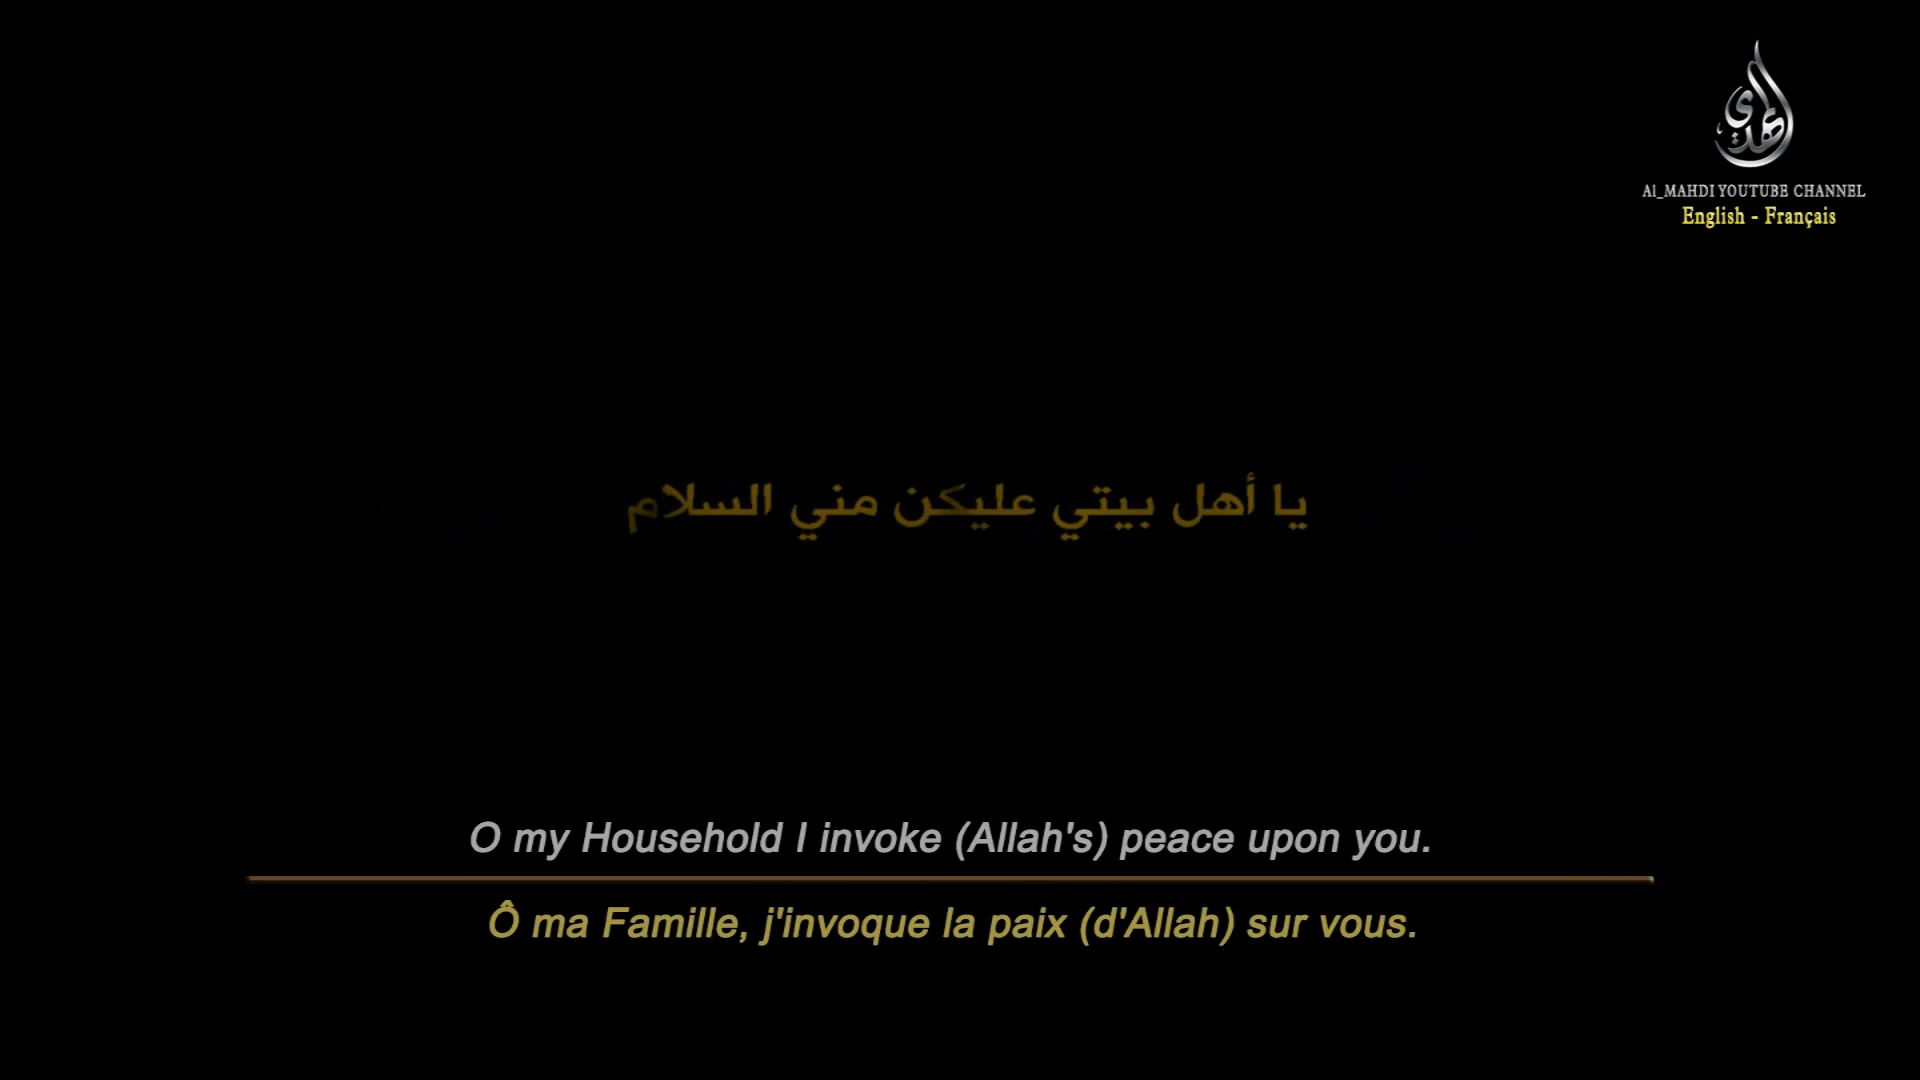 المهدي
Al_MAHDI YOUTUBE CHANNEL
English - Français
يا أهل بيتي عليكن مني السلام
O my Household I invoke (Allah's) peace upon you.
Ô ma Famille, j'invoque la paix (d'Allah) sur vous.